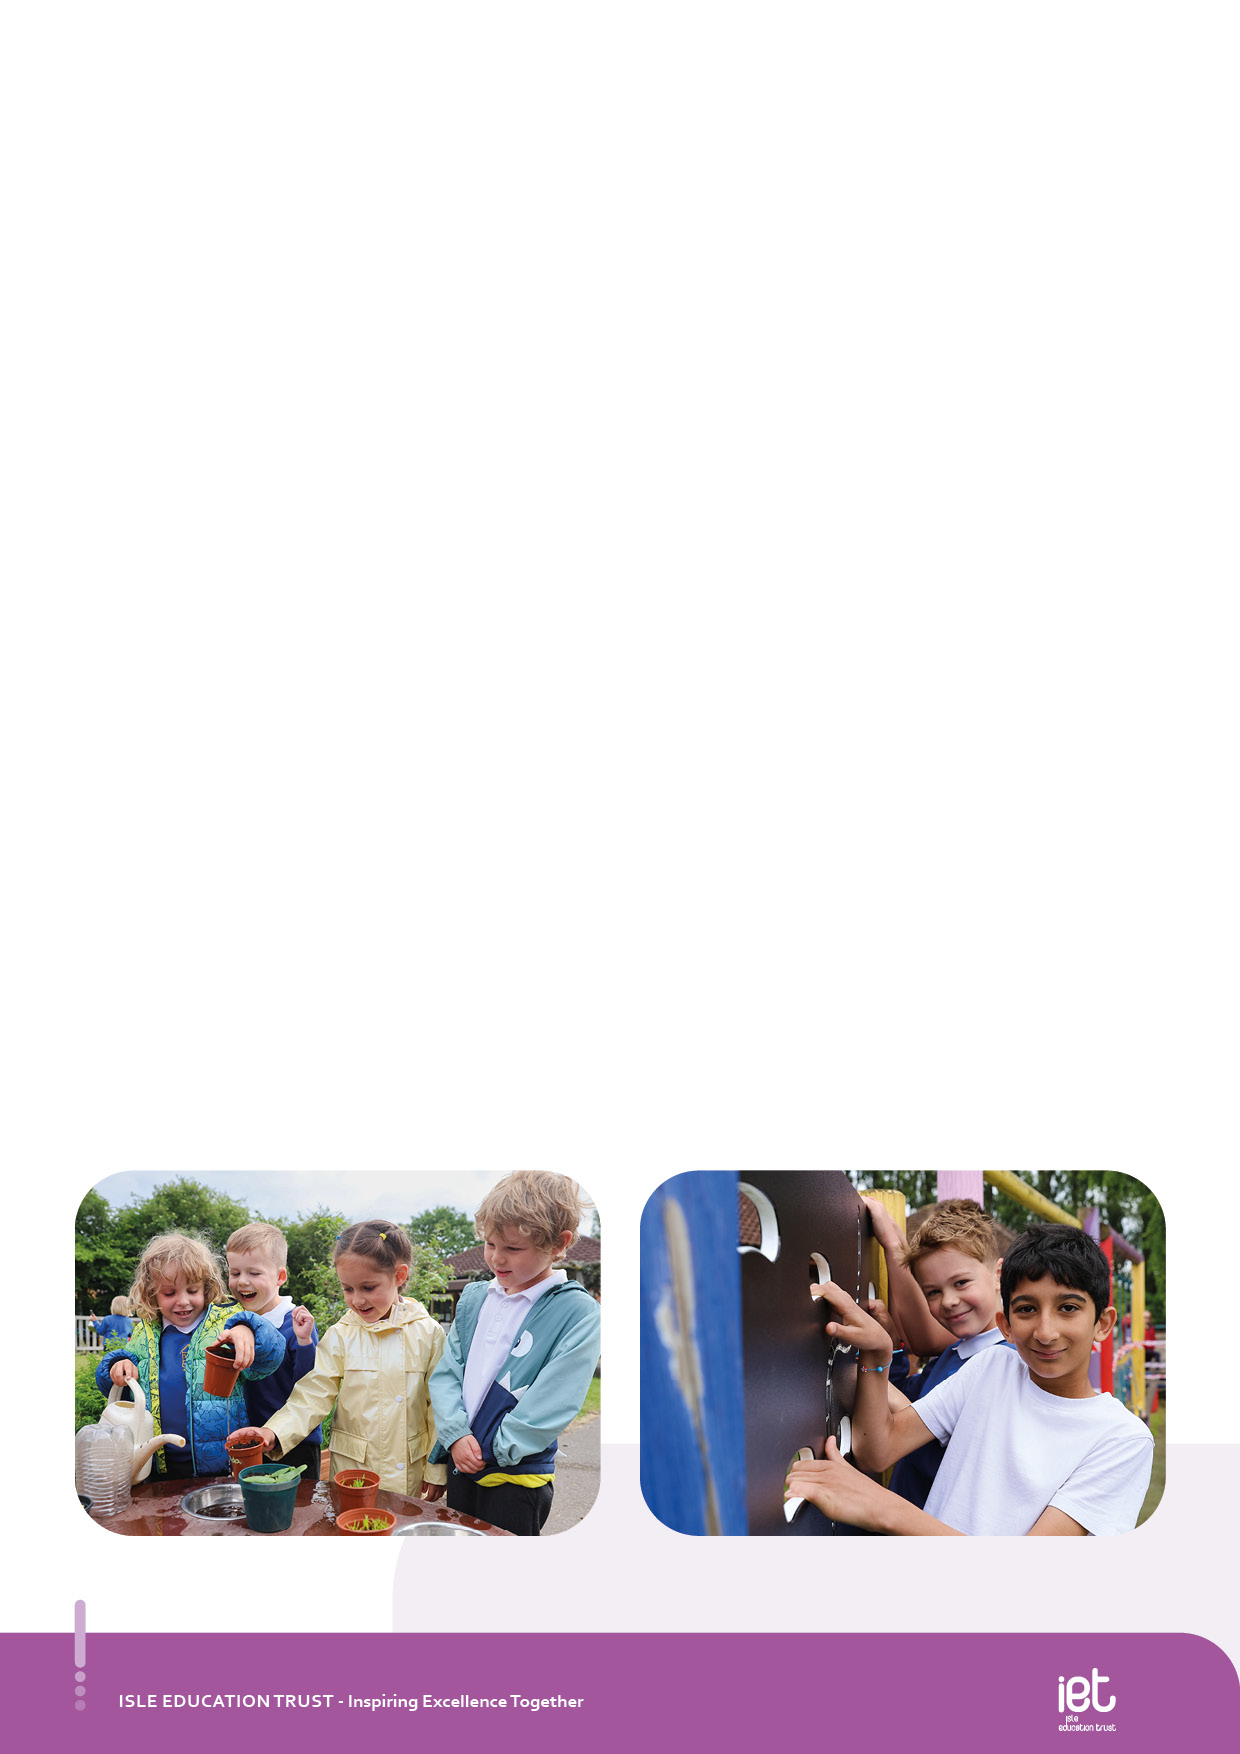 ISLE EDUCATION TRUST - Inspiring Excellence Together
iet
isle
education trust